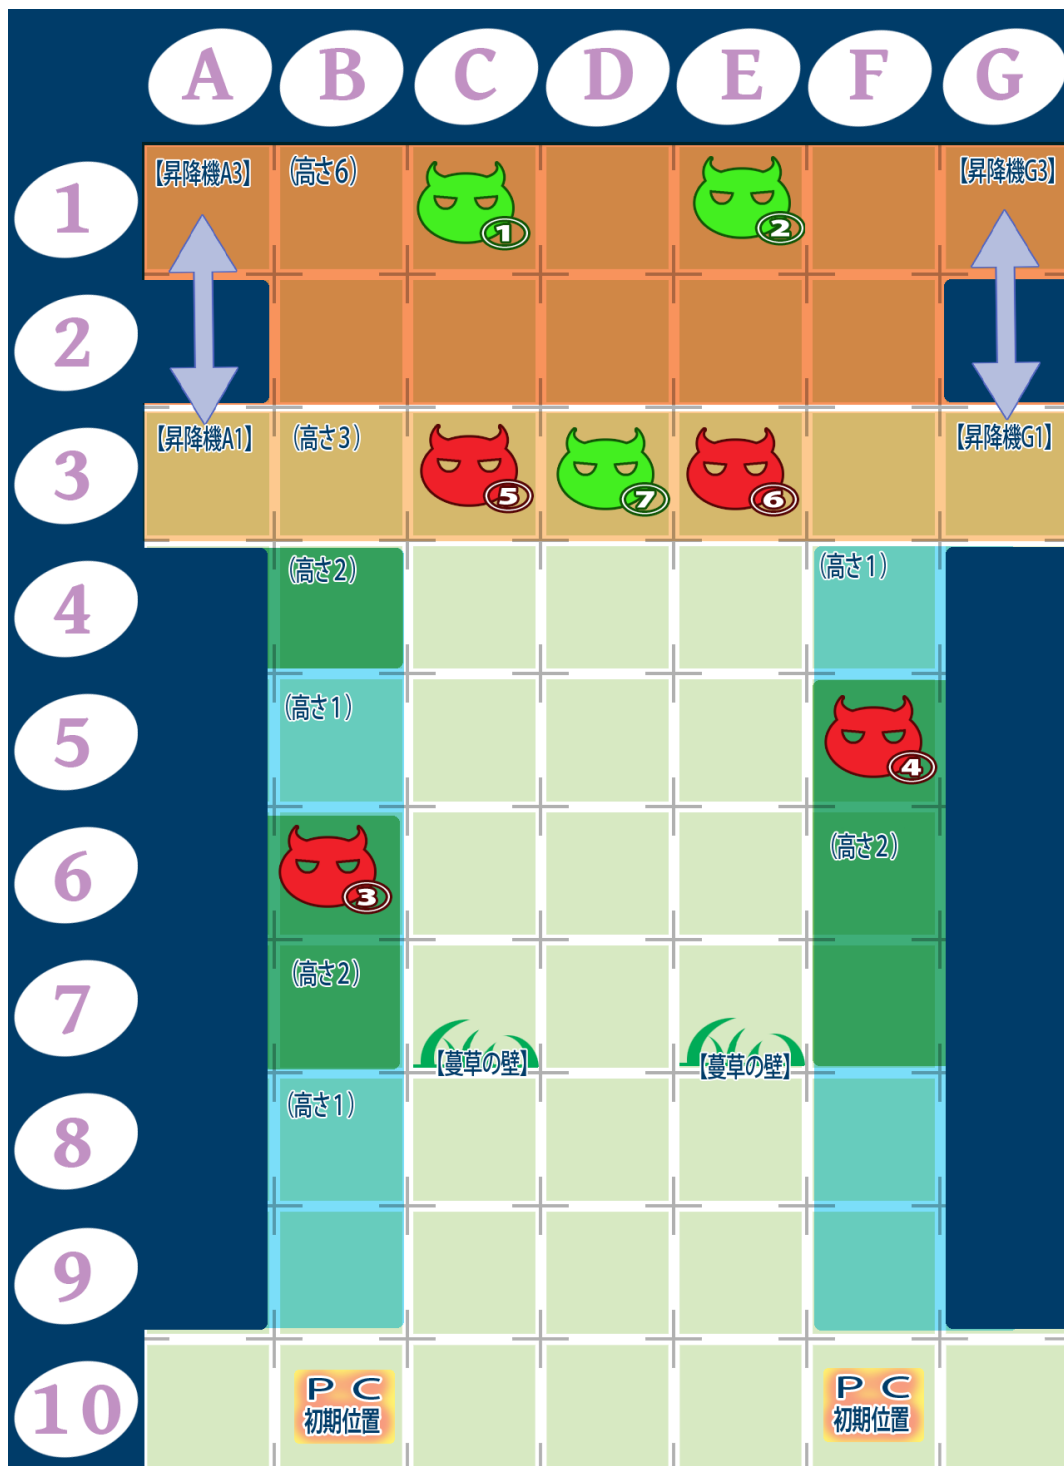 A B C D E F G
1 【昇降機A3】 (高さ6) ① ② 【昇降機G3】
2
3 【昇降機A1】 (高さ3) ⑤ ⑦ ⑥ 【昇降機G1】
4 (高さ2) (高さ1)
5 (高さ1) ④
6 ③ (高さ2)
7 (高さ2) 【蔓草の壁】 【蔓草の壁】
8 (高さ1)
9
10 PC PC
初期位置 初期位置